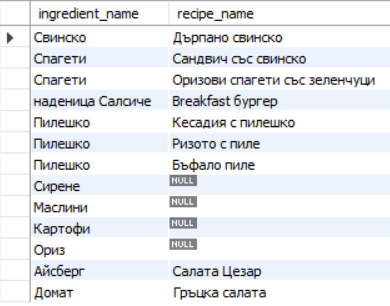 ingredient_name recipe_name
Свинско Дърпано свинско
Спагети Сандвич със свинско
Спагети Оризови спагети със зеленчуци
наденица Салсиче Breakfast бургер
Пилешко Кесадия с пилешко
Пилешко Ризото с пиле
Пилешко Бъфало пиле
Сирене NULL
Маслини NULL
Картофи NULL
Ориз NULL
Айсберг Салата Цезар
Домат Гръцка салата